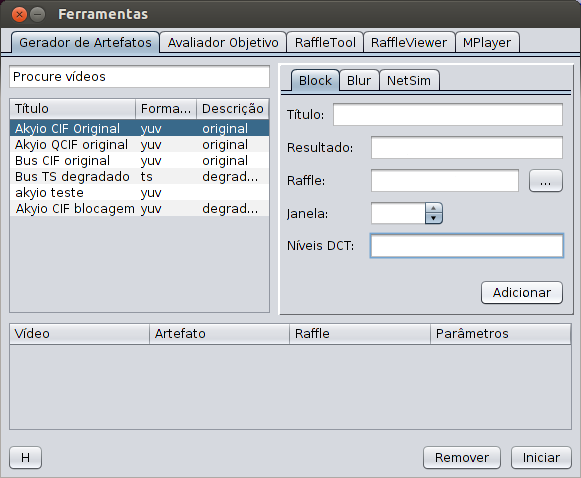 Ferramentas
Gerador de Artefatos Avaliador Objetivo RaffleTool RaffleViewer MPlayer
Procure vídeos
Título Forma... Descrição
Akyio CIF Original yuv original
Akyio QCIF original yuv original
Bus CIF original yuv original
Bus TS degradado ts degrad...
akyio teste yuv
Akyio CIF blocagem yuv degrad...
Block Blur NetSim
Título:
Resultado:
Raffle: ...
Janela:
Níveis DCT:
Adicionar
Vídeo Artefato Raffle Parâmetros
H Remover Iniciar